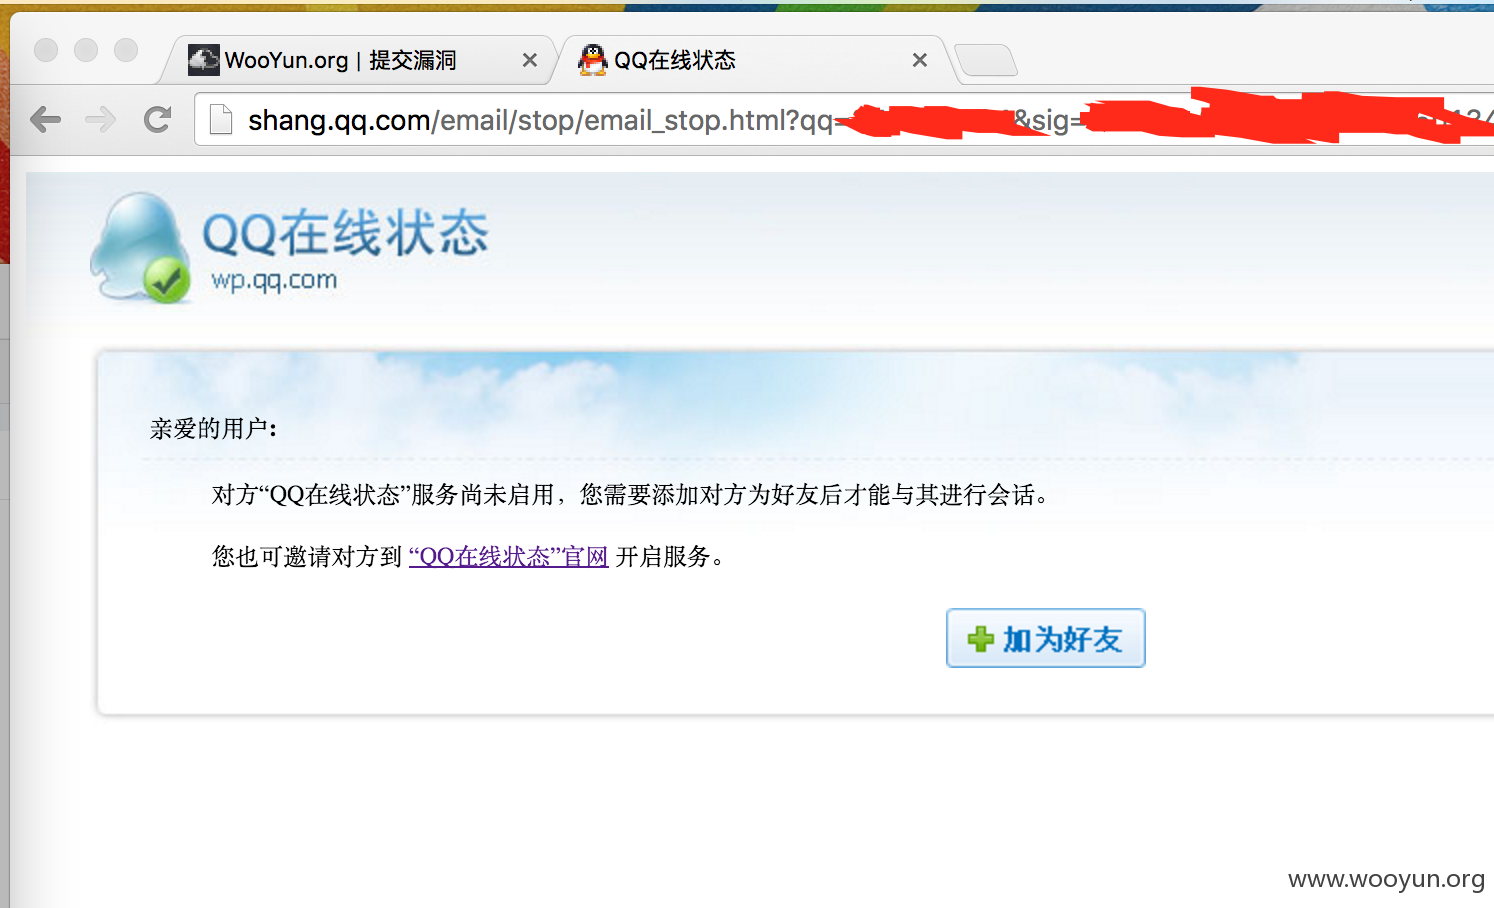 WooYun.org | 提交漏洞
QQ在线状态
shang.qq.com/email/stop/email_stop.html?qq= &sig=
QQ在线状态
wp.qq.com
亲爱的用户：
对方“QQ在线状态”服务尚未启用，您需要添加对方为好友后才能与其进行会话。
您也可邀请对方到 “QQ在线状态”官网 开启服务。
加为好友
www.wooyun.org